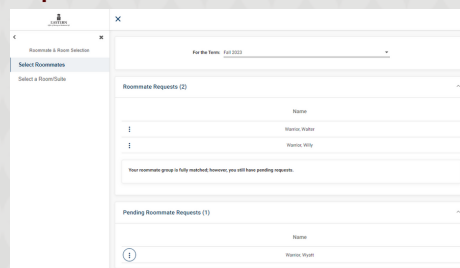 EASTERN
Roommate & Room Selection
Select Roommates
Select a Room/Suite
For the Term: Fall 2023
Roommate Requests (2)
Name
Warrior, Walter
Warrior, Willy
Your roommate group is fully matched; however, you still have pending requests.
Pending Roommate Requests (1)
Name
Warrior, Wyatt